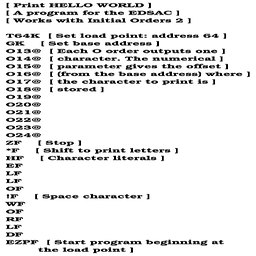 [ Print HELLO WORLD ]
[ A program for the EDSAC ]
[ Works with Initial Orders 2 ]
T64K [ Set load point: address 64 ]
GK [ Set base address ]
O13@ [ Each O order outputs one ]
O14@ [ character. The numerical ]
O15@ [ parameter gives the offset ]
O16@ [ (from the base address) where ]
O17@ [ the character to print is ]
O18@ [ stored ]
O19@
O20@
O21@
O22@
O23@
O24@
ZF [ Stop ]
*F [ Shift to print letters ]
HF [ Character literals ]
EF
LF
LF
OF
!F [ Space character ]
WF
OF
RF
LF
DF
EZPF [ Start program beginning at
the load point ]